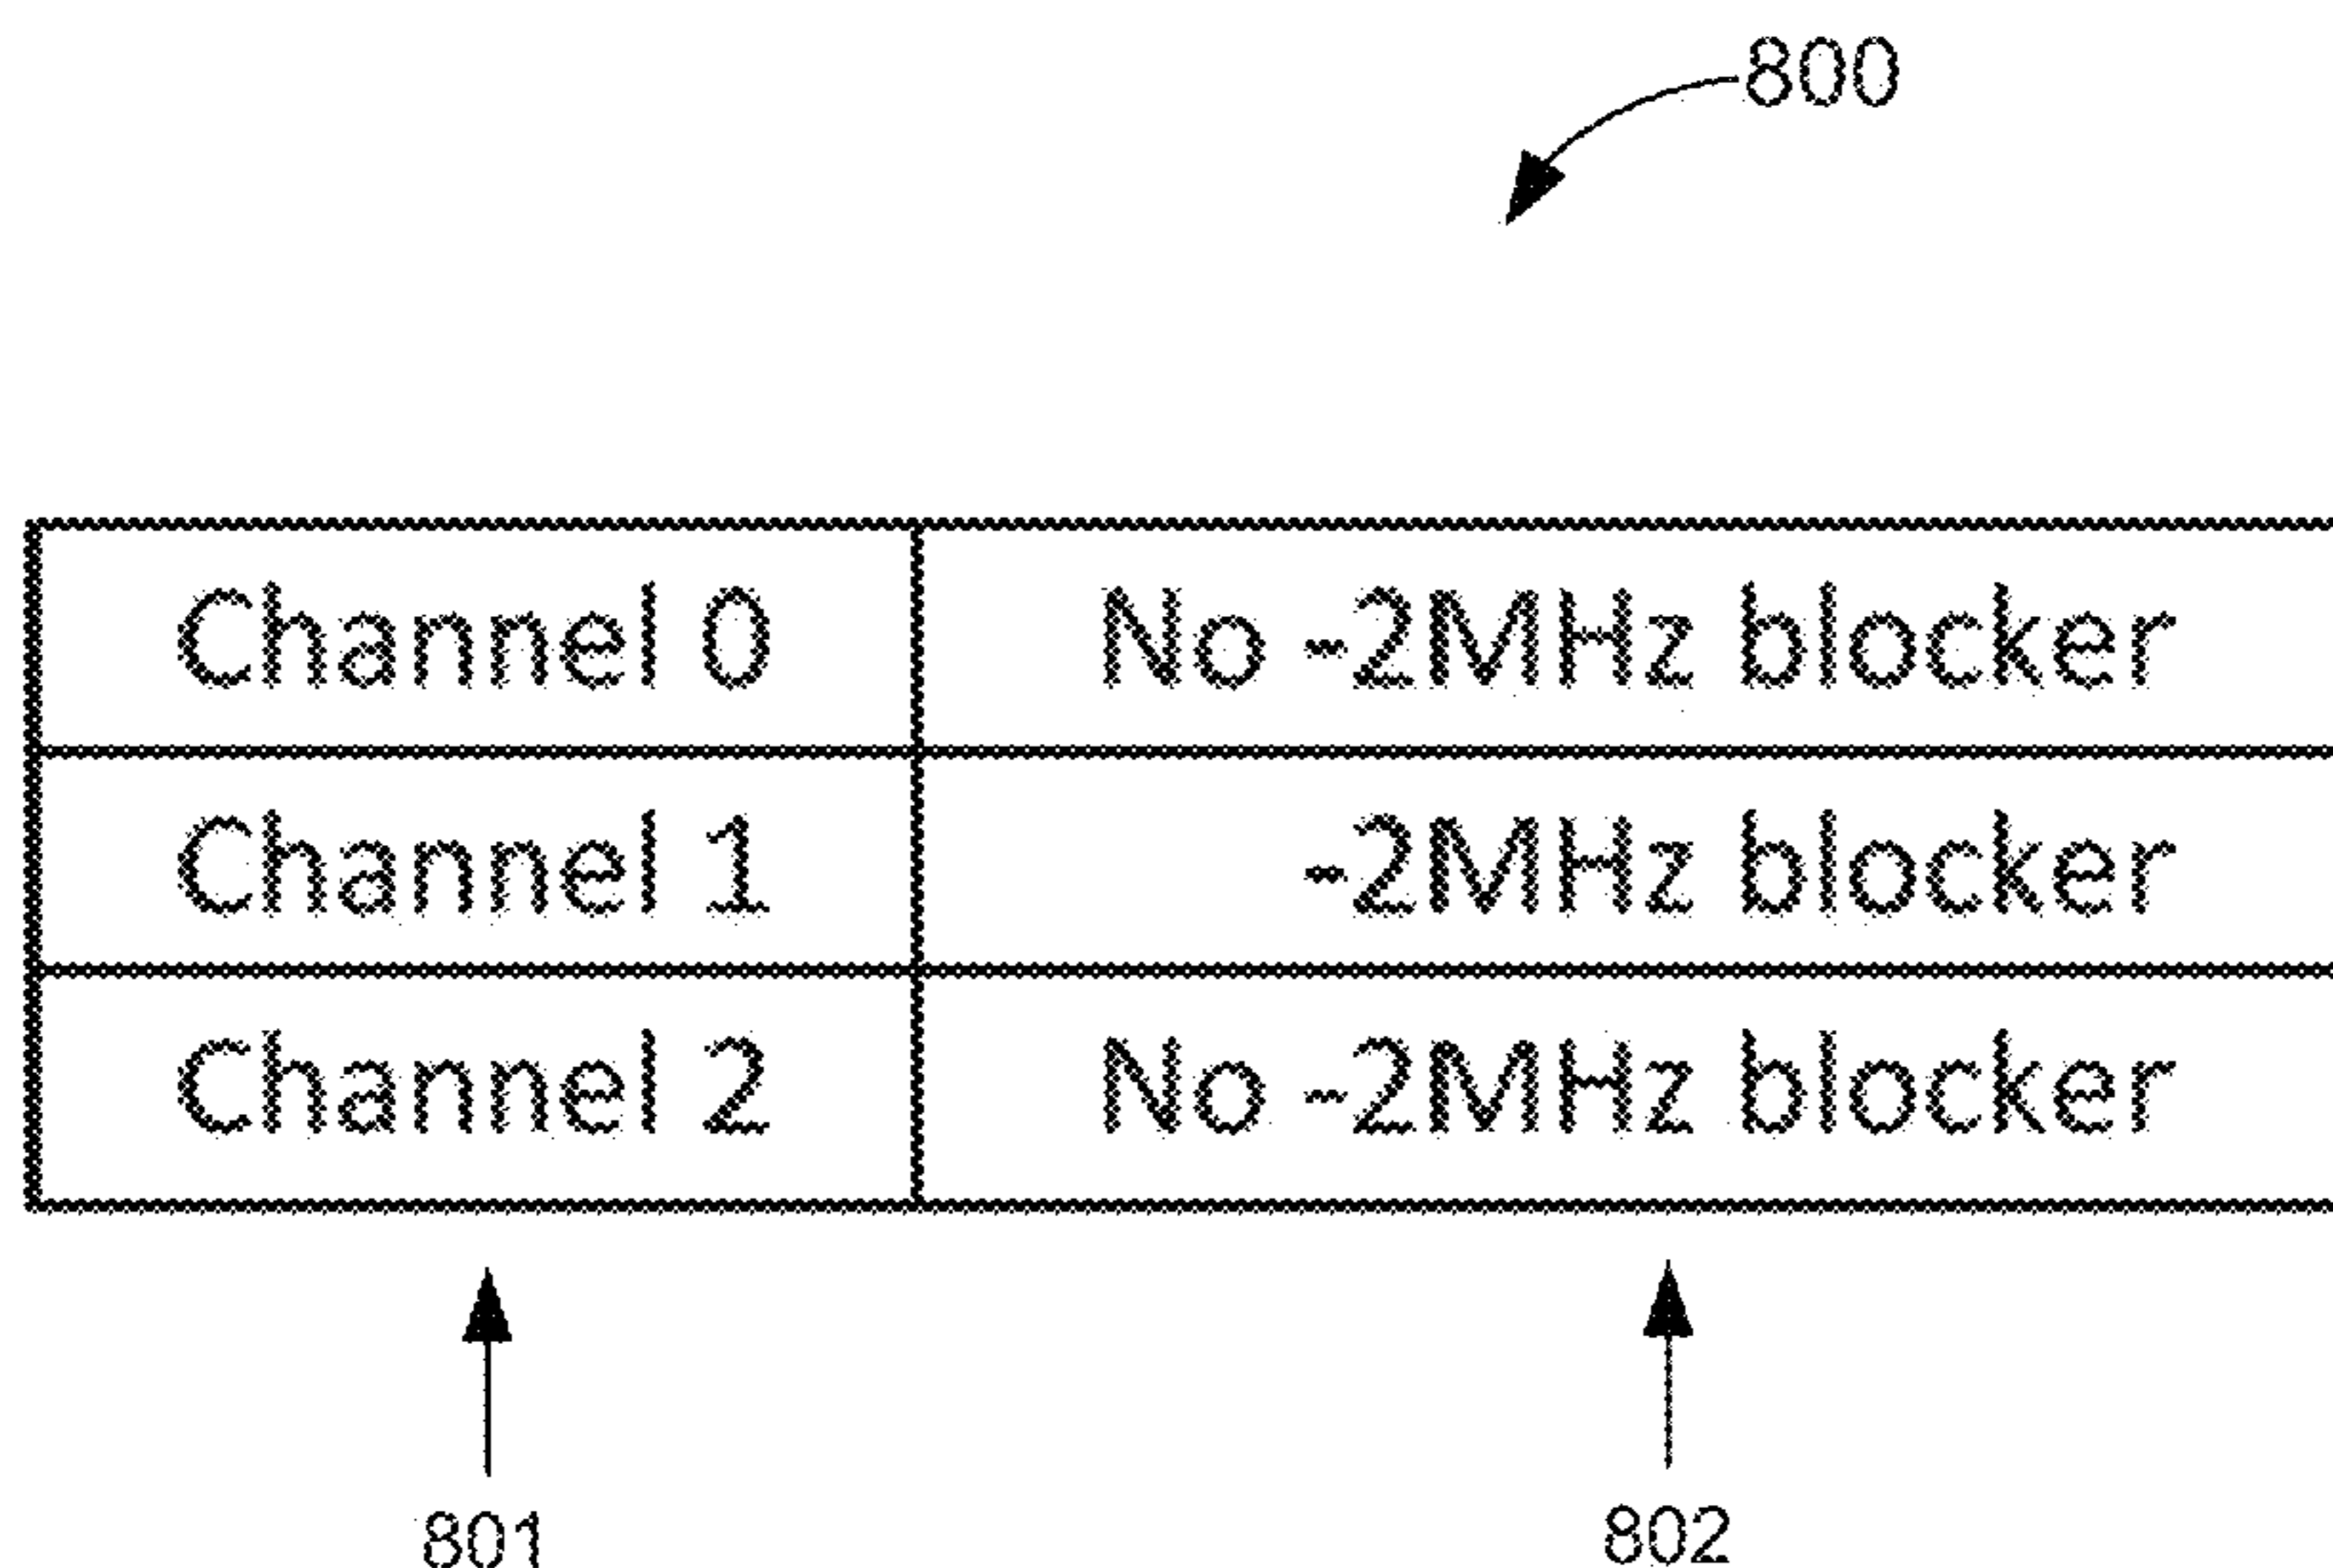 800
Channel 0 No -2MHz blocker
Channel 1 -2MHz blocker
Channel 2 No -2MHz blocker
801 802